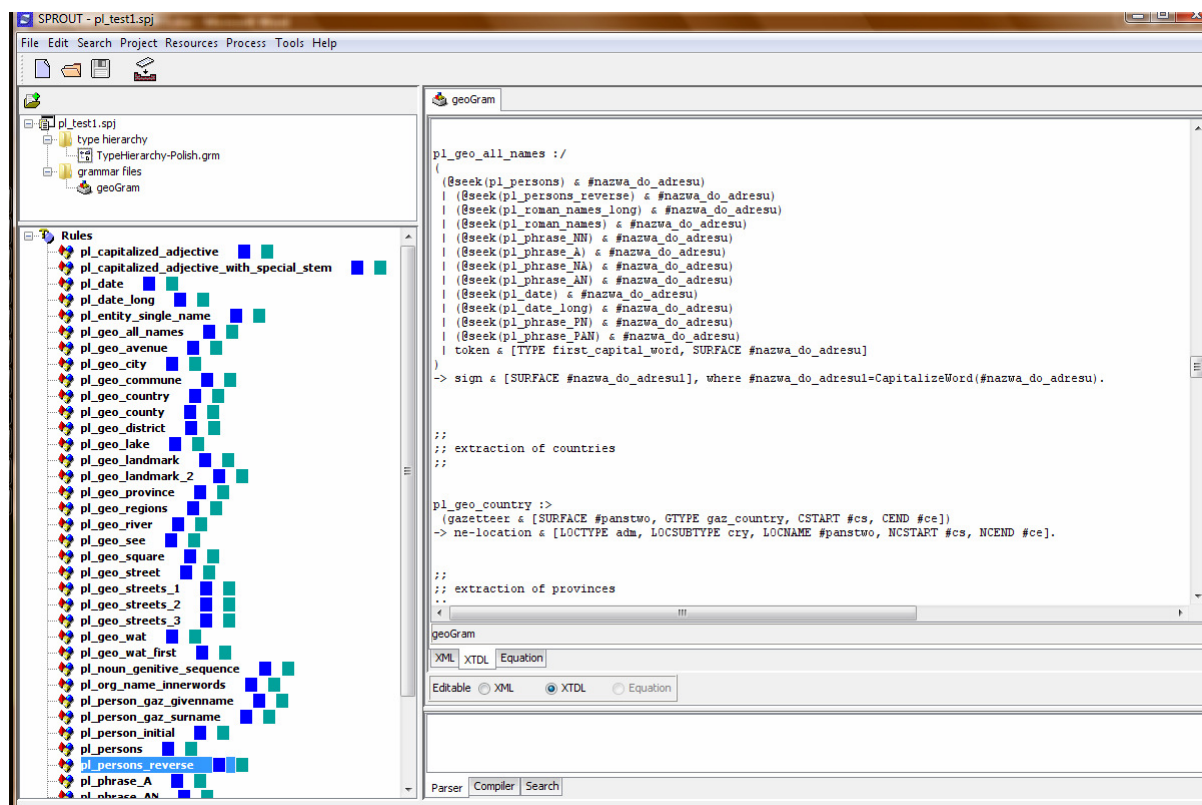 SPROUT - pl_test1.spj
File Edit Search Project Resources Process Tools Help
pl_test1.spj
type hierarchy
TypeHierarchy-Polish.grm
grammar files
geoGram
Rules
pl_capitalized_adjective
pl_capitalized_adjective_with_special_stem
pl_date
pl_date_long
pl_entity_single_name
pl_geo_all_names
pl_geo_avenue
pl_geo_city
pl_geo_commune
pl_geo_country
pl_geo_county
pl_geo_district
pl_geo_lake
pl_geo_landmark
pl_geo_landmark_2
pl_geo_province
pl_geo_regions
pl_geo_river
pl_geo_see
pl_geo_square
pl_geo_street
pl_geo_streets_1
pl_geo_streets_2
pl_geo_streets_3
pl_geo_wat
pl_geo_wat_first
pl_noun_genitive_sequence
pl_org_name_innerwords
pl_person_gaz_givenname
pl_person_gaz_surname
pl_person_initial
pl_persons
pl_persons_reverse
pl_phrase_A
pl_phrase_AN
geoGram
pl_geo_all_names :/
(
(@seek(pl_persons) & #nazwa_do_adresu)
| (@seek(pl_persons_reverse) & #nazwa_do_adresu)
| (@seek(pl_roman_names_long) & #nazwa_do_adresu)
| (@seek(pl_roman_names) & #nazwa_do_adresu)
| (@seek(pl_phrase_NN) & #nazwa_do_adresu)
| (@seek(pl_phrase_A) & #nazwa_do_adresu)
| (@seek(pl_phrase_NA) & #nazwa_do_adresu)
| (@seek(pl_phrase_AN) & #nazwa_do_adresu)
| (@seek(pl_date) & #nazwa_do_adresu)
| (@seek(pl_date_long) & #nazwa_do_adresu)
| (@seek(pl_phrase_PN) & #nazwa_do_adresu)
| (@seek(pl_phrase_PAN) & #nazwa_do_adresu)
| token & [TYPE first_capital_word, SURFACE #nazwa_do_adresu]
)
-> sign & [SURFACE #nazwa_do_adresu1], where #nazwa_do_adresu1=CapitalizeWord(#nazwa_do_adresu).
;;
;; extraction of countries
;;
pl_geo_country :>
(gazetteer & [SURFACE #panstwo, GTYPE gaz_country, CSTART #cs, CEND #ce])
-> ne-location & [LOCTYPE adm, LOCSUBTYPE cry, LOCNAME #panstwo, NCSTART #cs, NCEND #ce].
;;
;; extraction of provinces
;;
geoGram
XML XTDL Equation
Editable XML XTDL Equation
Parser Compiler Search